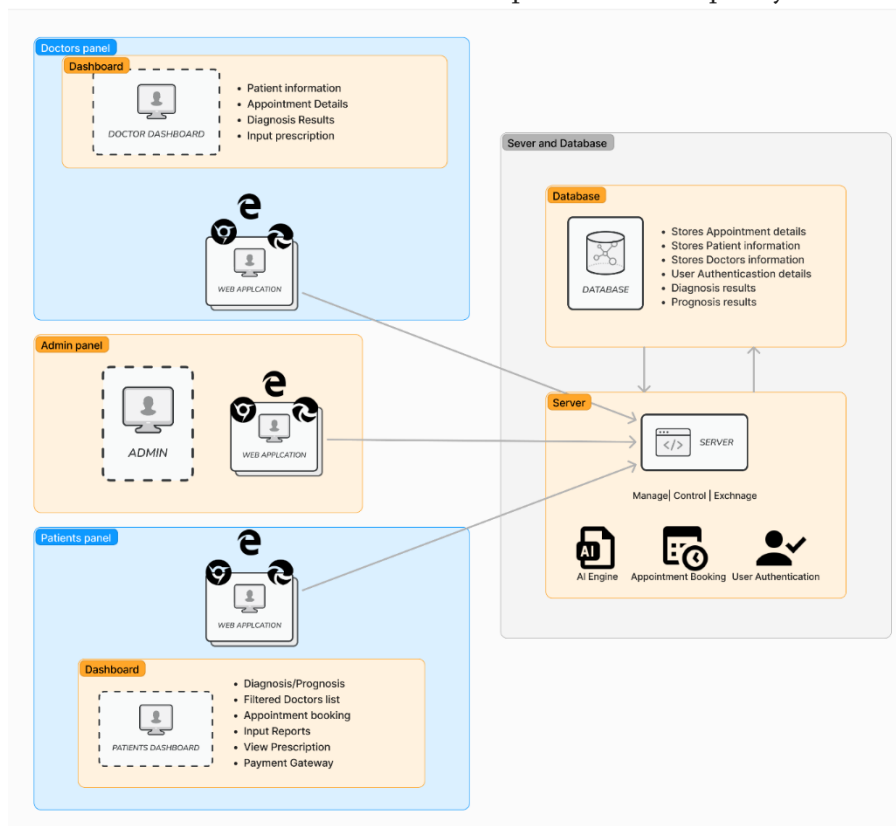 Doctors panel
Dashboard
DOCTOR DASHBOARD
• Patient information
• Appointment Details
• Diagnosis Results
• Input prescription
WEB APPLCATION
Admin panel
ADMIN
WEB APPLCATION
Patients panel
WEB APPLCATION
Dashboard
PATIENTS DASHBOARD
• Diagnosis/Prognosis
• Filtered Doctors list
• Appointment booking
• Input Reports
• View Prescription
• Payment Gateway
Sever and Database
Database
DATABASE
• Stores Appointment details
• Stores Patient information
• Stores Doctors information
• User Authenticastion details
• Diagnosis results
• Prognosis results
Server
</>
SERVER
Manage| Control | Exchnage
AI
AI Engine
Appointment Booking
User Authentication